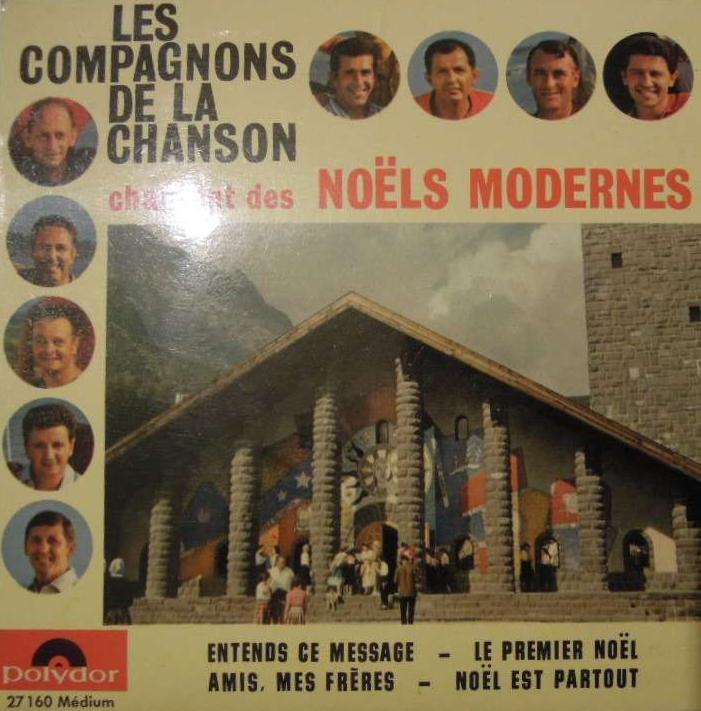 LES
COMPAGNONS
DE LA
CHANSON
chantent des NOËLS MODERNES
ENTENDS CE MESSAGE – LE PREMIER NOËL
AMIS, MES FRÈRES – NOËL EST PARTOUT
polydor
27 160 Médium